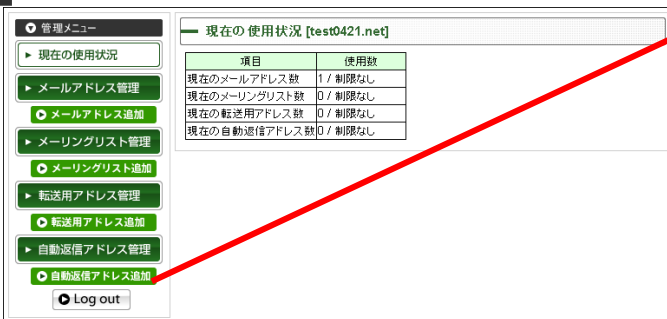 管理メニュー
現在の使用状況
メールアドレス管理
メールアドレス追加
メーリングリスト管理
メーリングリスト追加
転送用アドレス管理
転送用アドレス追加
自動返信アドレス管理
自動返信アドレス追加
Log out
現在の使用状況 [test0421.net]
項目 使用数
現在のメールアドレス数 1 / 制限なし
現在のメーリングリスト数 0 / 制限なし
現在の転送用アドレス数 0 / 制限なし
現在の自動返信アドレス数 0 / 制限なし